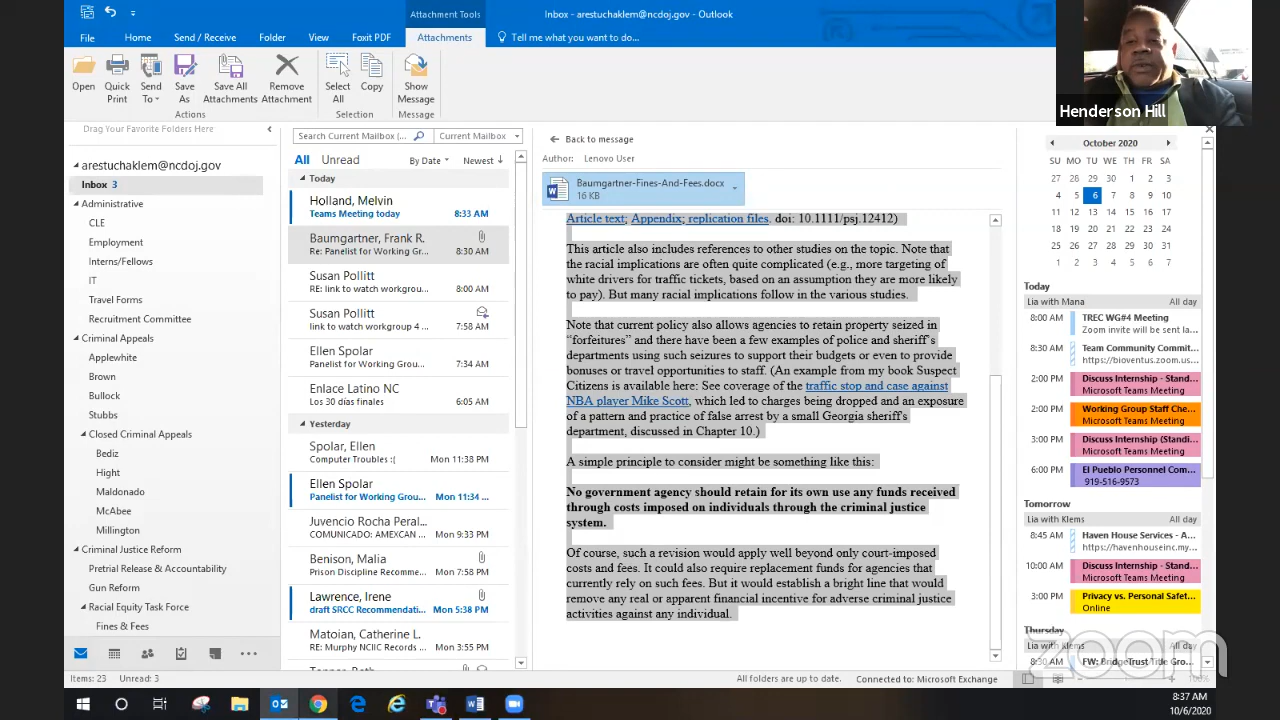 Attachment Tools
Inbox - arestuchaklem@ncdoj.gov - Outlook
File Home Send / Receive Folder View Foxit PDF Attachments Tell me what you want to do...
Open Quick Print Send To Save As Save All Attachments Remove Attachment Select All Copy Show Message
Actions Selection Message
Henderson Hill
Drag Your Favorite Folders Here
arestuchaklem@ncdoj.gov
Inbox 3
Administrative
CLE
Employment
Interns/Fellows
IT
Travel Forms
Recruitment Committee
Criminal Appeals
Applewhite
Brown
Bullock
Stubbs
Closed Criminal Appeals
Bediz
Hight
Maldonado
McAbee
Millington
Criminal Justice Reform
Pretrial Release & Accountability
Gun Reform
Racial Equity Task Force
Fines & Fees
Search Current Mailbox (... Current Mailbox
All Unread By Date Newest ↓
Today
Holland, Melvin
Teams Meeting today 8:33 AM
Baumgartner, Frank R.
Re: Panelist for Working Gr... 8:30 AM
Susan Pollitt
RE: link to watch workgrou... 8:00 AM
Susan Pollitt
link to watch workgroup 4 ... 7:58 AM
Ellen Spolar
Panelist for Working Grou... 7:34 AM
Enlace Latino NC
Los 30 días finales 6:05 AM
Yesterday
Spolar, Ellen
Computer Troubles :( Mon 11:38 PM
Ellen Spolar
Panelist for Working Grou... Mon 11:34 ...
Juvencio Rocha Peral...
COMUNICADO: AMEXCAN ... Mon 9:33 PM
Benison, Malia
Prison Discipline Recomme... Mon 7:58 PM
Lawrence, Irene
draft SRCC Recommendati... Mon 5:38 PM
Matoian, Catherine L.
RE: Murphy NCIIC Records ... Mon 3:55 PM
Back to message
Author: Lenovo User
Baumgartner-Fines-And-Fees.docx
16 KB
Article text; Appendix; replication files. doi: 10.1111/psj.12412)
This article also includes references to other studies on the topic. Note that
the racial implications are often quite complicated (e.g., more targeting of
white drivers for traffic tickets, based on an assumption they are more likely
to pay). But many racial implications follow in the various studies.
Note that current policy also allows agencies to retain property seized in
“forfeitures” and there have been a few examples of police and sheriff’s
departments using such seizures to support their budgets or even to provide
bonuses or travel opportunities to staff. (An example from my book Suspect
Citizens is available here: See coverage of the traffic stop and case against
NBA player Mike Scott, which led to charges being dropped and an exposure
of a pattern and practice of false arrest by a small Georgia sheriff’s
department, discussed in Chapter 10.)
A simple principle to consider might be something like this:
No government agency should retain for its own use any funds received
through costs imposed on individuals through the criminal justice
system.
Of course, such a revision would apply well beyond only court-imposed
costs and fees. It could also require replacement funds for agencies that
currently rely on such fees. But it would establish a bright line that would
remove any real or apparent financial incentive for adverse criminal justice
activities against any individual.
October 2020
SU MO TU WE TH FR SA
27 28 29 30 1 2 3
4 5 6 7 8 9 10
11 12 13 14 15 16 17
18 19 20 21 22 23 24
25 26 27 28 29 30 31
1 2 3 4 5 6 7
Today
Lia with Mana All day
8:00 AM TREC WG#4 Meeting
Zoom invite will be sent la...
8:30 AM Team Community Commit...
https://bioventus.zoom.us...
2:00 PM Discuss Internship - Stand...
Microsoft Teams Meeting
2:00 PM Working Group Staff Che...
Microsoft Teams Meeting
3:00 PM Discuss Internship (Standi...
Microsoft Teams Meeting
6:00 PM El Pueblo Personnel Com...
919-516-9573
Tomorrow
Lia with Klems All day
8:45 AM Haven House Services - A...
https://havenhouseinc.my...
10:00 AM Discuss Internship - Stand...
Microsoft Teams Meeting
3:00 PM Privacy vs. Personal Safet...
Online
Thursday
Lia with Klems All day
8:30 AM FW: BridgeTrust Title Gro...
zoom
Items: 23 Unread: 3 All folders are up to date. Connected to: Microsoft Exchange
8:37 AM
10/6/2020